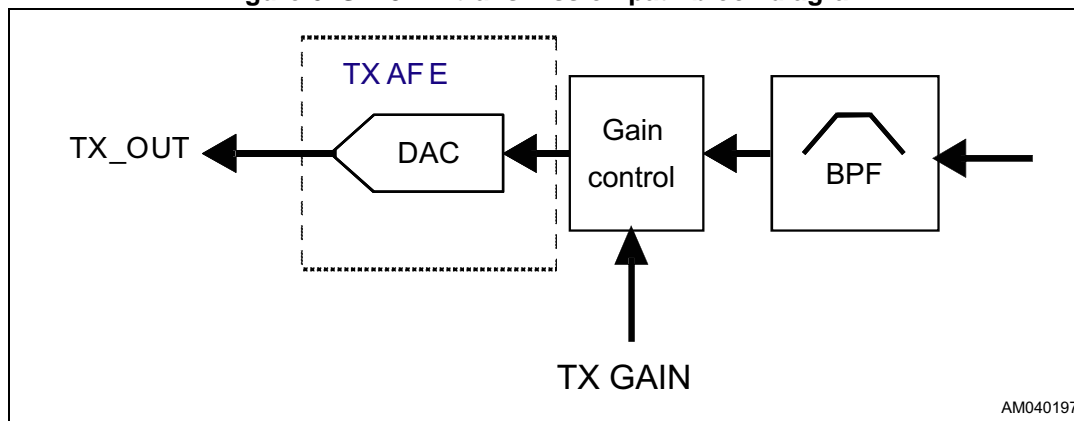 TX AFE
TX_OUT
DAC
Gain
control
BPF
TX GAIN
AM040197